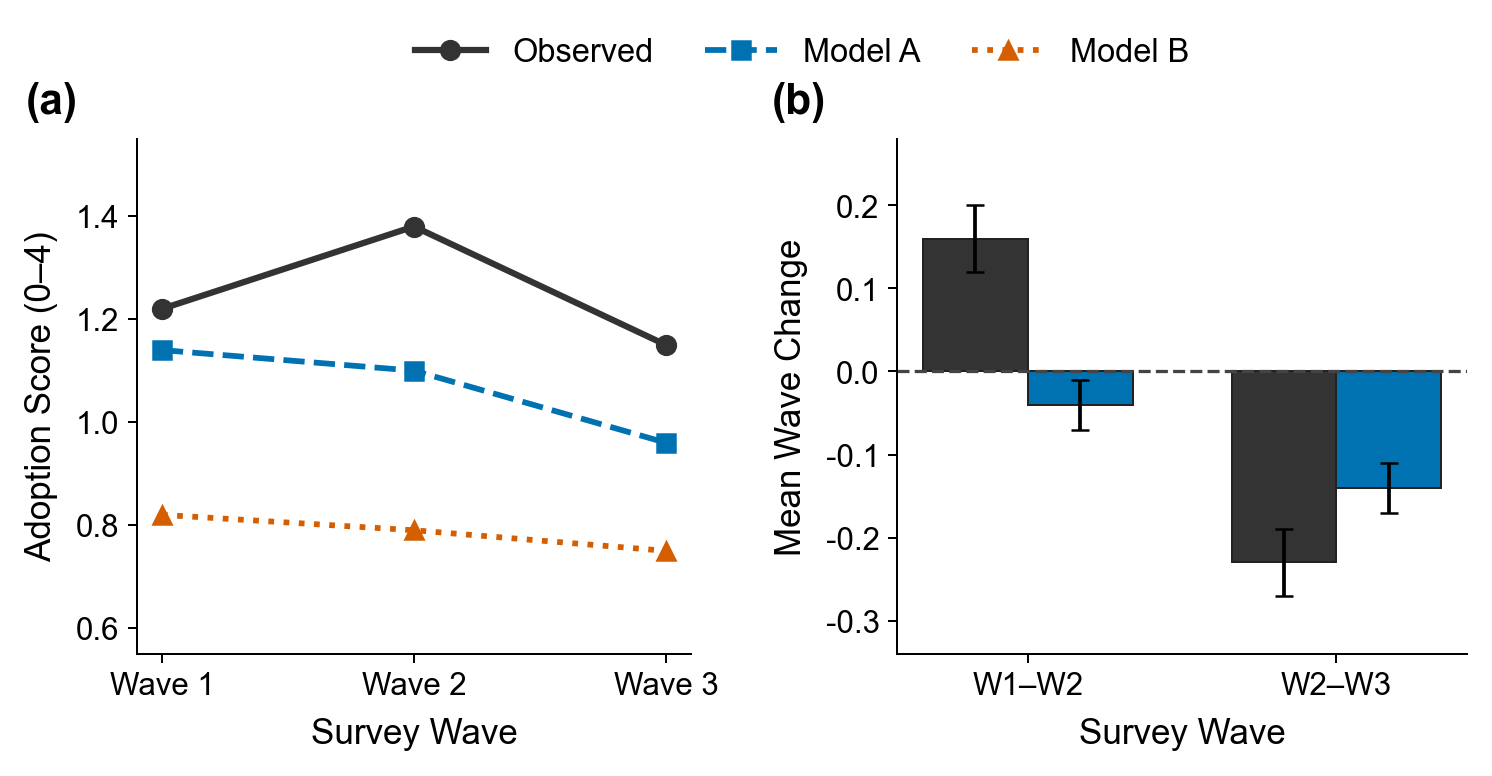 Observed
Model A
Model B
(a)
Adoption Score (0–4)
1.4
1.2
1.0
0.8
0.6
Wave 1
Wave 2
Wave 3
Survey Wave
(b)
Mean Wave Change
0.2
0.1
0.0
-0.1
-0.2
-0.3
W1–W2
W2–W3
Survey Wave